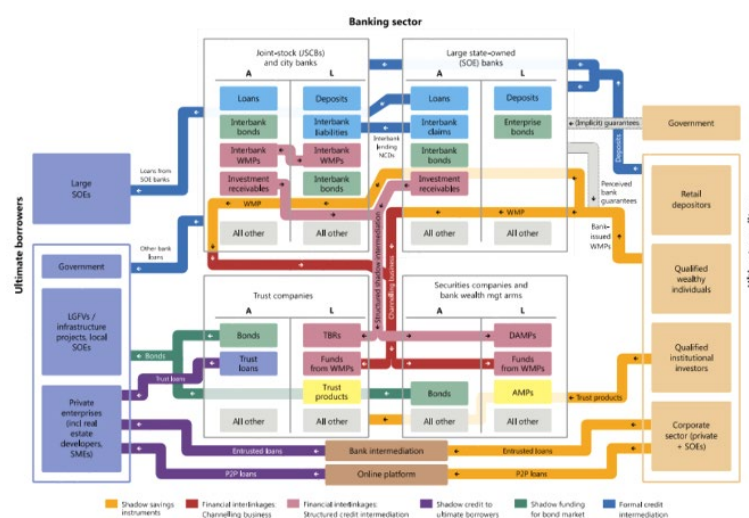 Banking sector
Joint-stock (JSCBs)
and city banks
A
L
Loans
Deposits
Interbank
bonds
Interbank
liabilities
Interbank
WMPs
Interbank
WMPs
Investment
receivables
Interbank
bonds
WMP
All other
All other
Large state-owned
(SOE) banks
A
L
Loans
Deposits
Interbank
claims
Enterprise
bonds
Interbank
bonds
Investment
receivables
WMP
All other
All other
Interbank
lending
NCDs
(Implicit) guarantees
Perceived
bank
guarantees
Bank-
issued
WMPs
Deposits
Government
Retail
depositors
Qualified
wealthy
individuals
Qualified
institutional
investors
Corporate
sector (private
+ SOEs)
Ultimate borrowers
Large
SOEs
Loans from
SOE banks
Other bank
loans
Government
LGFVs /
infrastructure
projects, local
SOEs
Private
enterprises
(incl real
estate
developers,
SMEs)
Bonds
Trust loans
Structured shadow intermediation
Channelling business
Trust companies
A
L
Bonds
TBRs
Trust
loans
Funds
from WMPs
Trust
products
All other
All other
Securities companies and
bank wealth mgt arms
A
L
DAMPs
Funds
from WMPs
Bonds
AMPs
All other
All other
Trust products
Entrusted loans
Bank intermediation
Entrusted loans
P2P loans
Online platform
P2P loans
Shadow savings
instruments
Financial interlinkages:
Channelling business
Financial interlinkages:
Structured credit intermediation
Shadow credit to
ultimate borrowers
Shadow funding
for bond market
Formal credit
intermediation